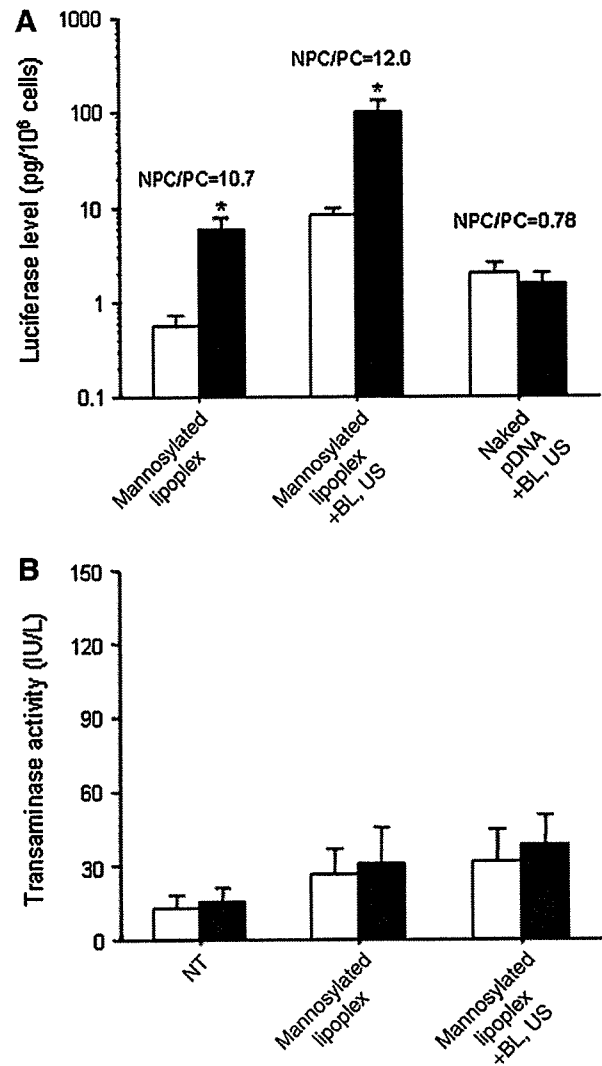 A
Luciferase level (pg/10⁶ cells)
1000
100
10
1
0.1
NPC/PC=10.7
*
NPC/PC=12.0
*
NPC/PC=0.78
Mannosylated
lipoplex
Mannosylated
lipoplex
+BL, US
Naked
pDNA
+BL, US
B
Transaminase activity (IU/L)
150
120
90
60
30
0
NT
Mannosylated
lipoplex
Mannosylated
lipoplex
+BL, US